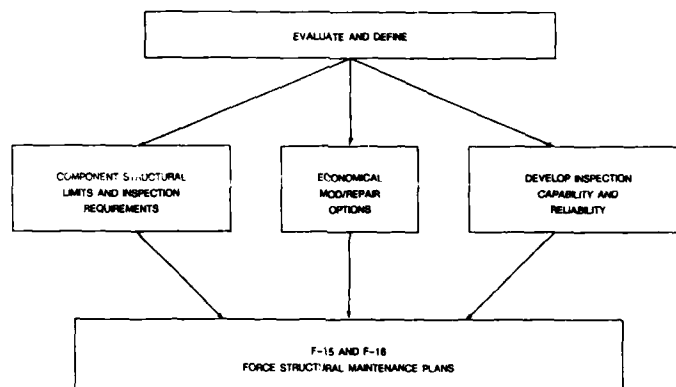 EVALUATE AND DEFINE
COMPONENT STRUCTURAL
LIMITS AND INSPECTION
REQUIREMENTS
ECONOMICAL
MOD/REPAIR
OPTIONS
DEVELOP INSPECTION
CAPABILITY AND
RELIABILITY
F-15 AND F-16
FORCE STRUCTURAL MAINTENANCE PLANS